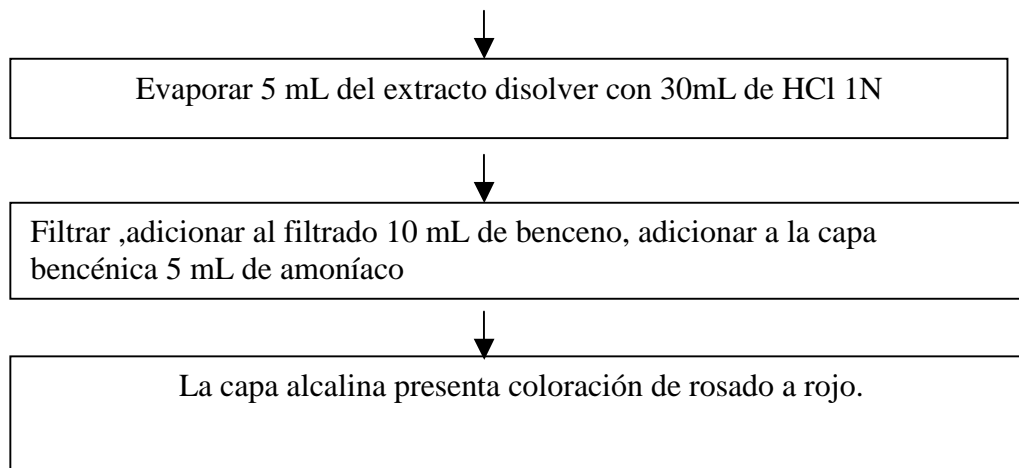 Evaporar 5 mL del extracto disolver con 30mL de HCl 1N
Filtrar ,adicionar al filtrado 10 mL de benceno, adicionar a la capa
bencénica 5 mL de amoníaco
La capa alcalina presenta coloración de rosado a rojo.